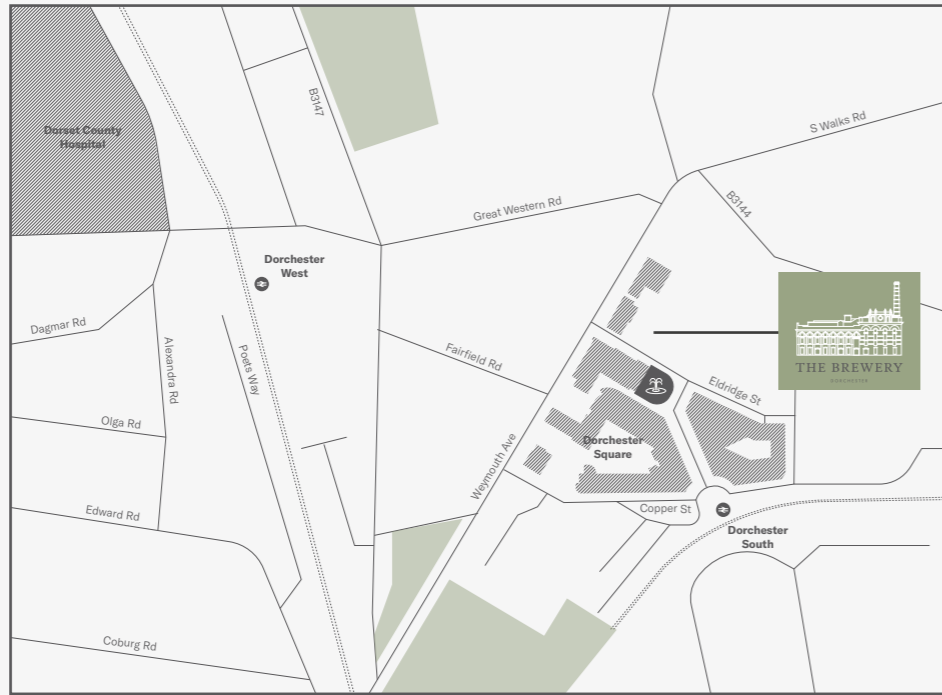 Dorset County
Hospital
B3147
S Walks Rd
B3144
Great Western Rd
Dorchester
West
Dagmar Rd
Alexandra Rd
Poets Way
Fairfield Rd
Eldridge St
THE BREWERY
DORCHESTER
Olga Rd
Weymouth Ave
Dorchester
Square
Edward Rd
Copper St
Dorchester
South
Coburg Rd